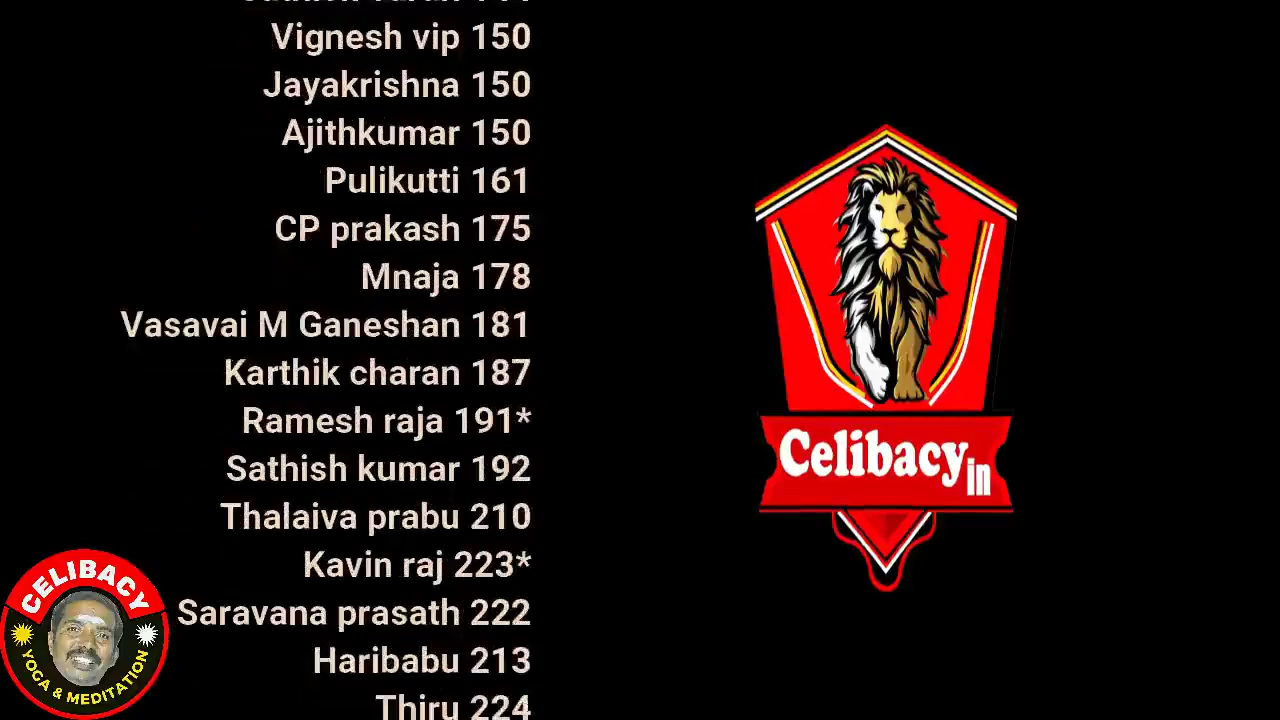 Vignesh vip 150
Jayakrishna 150
Ajithkumar 150
Pulikutti 161
CP prakash 175
Mnaja 178
Vasavai M Ganeshan 181
Karthik charan 187
Ramesh raja 191*
Sathish kumar 192
Thalaiva prabu 210
Kavin raj 223*
Saravana prasath 222
Haribabu 213
Thiru 224
Celibacy in
CELIBACY
YOGA & MEDITATION